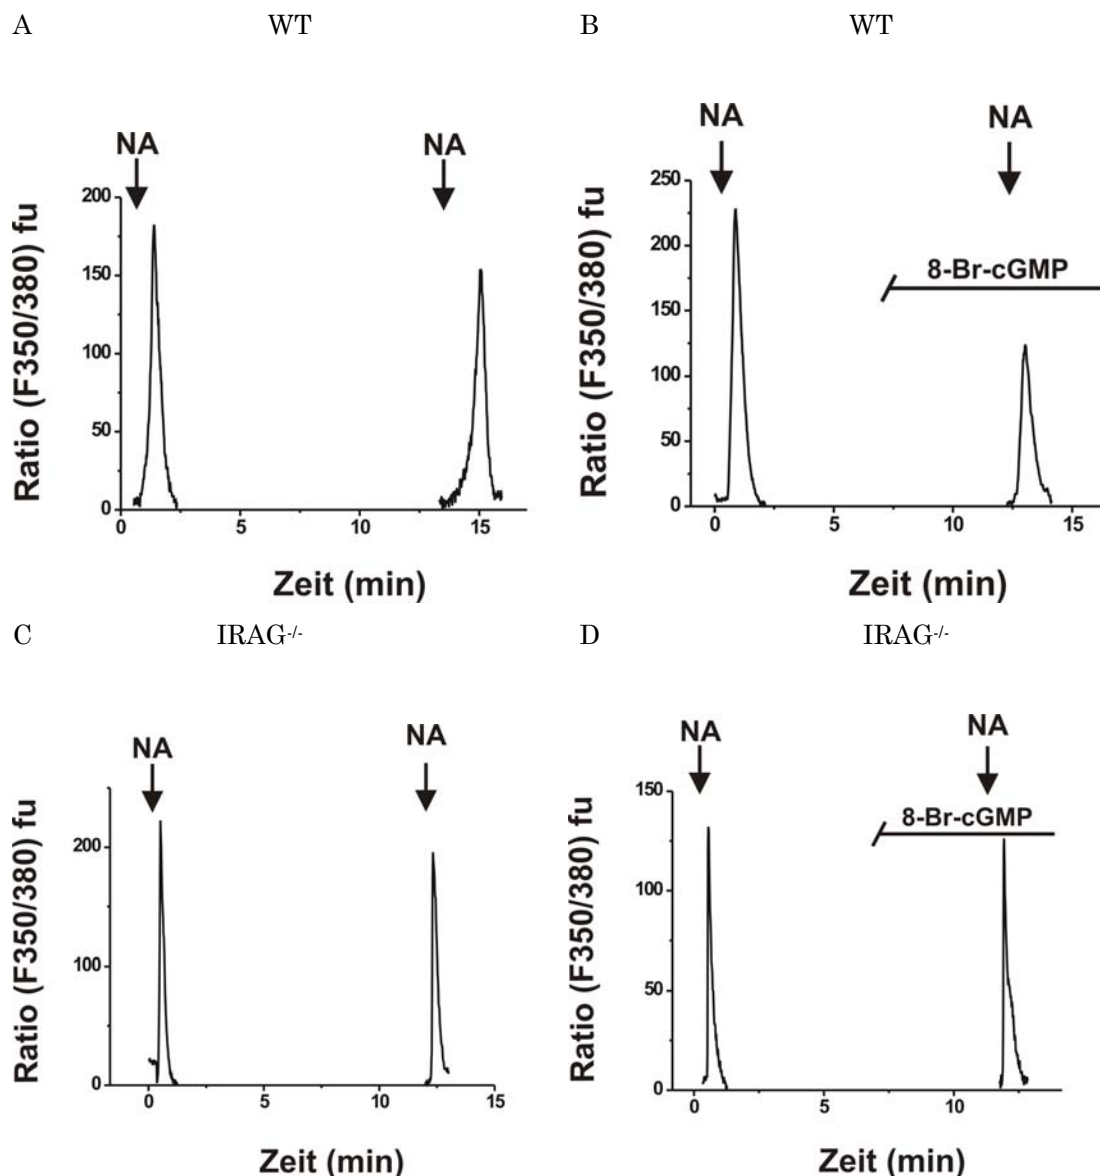 A WT
B WT
NA NA
Ratio (F350/380) fu
200
150
100
50
0
0 5 10 15
Zeit (min)
NA NA
8-Br-cGMP
Ratio (F350/380) fu
250
200
150
100
50
0
0 5 10 15
Zeit (min)
C IRAG-/-
D IRAG-/-
NA NA
Ratio (F350/380) fu
200
100
0
0 5 10 15
Zeit (min)
NA NA
8-Br-cGMP
Ratio (F350/380) fu
150
100
50
0
0 5 10
Zeit (min)